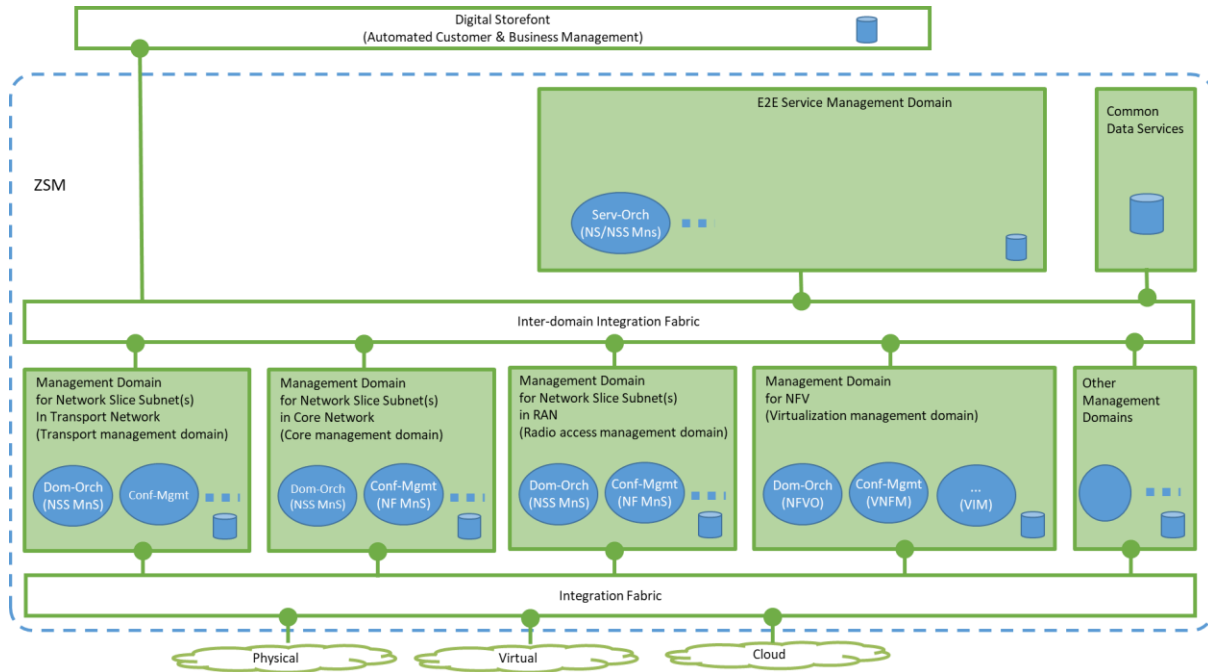 Digital Storefont
(Automated Customer & Business Management)
E2E Service Management Domain
Common
Data Services
ZSM
Serv-Orch
(NS/NSS Mns)
Inter-domain Integration Fabric
Management Domain
for Network Slice Subnet(s)
In Transport Network
(Transport management domain)
Dom-Orch
(NSS MnS)
Conf-Mgmt
Management Domain
for Network Slice Subnet(s)
in Core Network
(Core management domain)
Dom-Orch
(NSS MnS)
Conf-Mgmt
(NF MnS)
Management Domain
for Network Slice Subnet(s)
in RAN
(Radio access management domain)
Dom-Orch
(NSS MnS)
Conf-Mgmt
(NF MnS)
Management Domain
for NFV
(Virtualization management domain)
Dom-Orch
(NFVO)
Conf-Mgmt
(VNFM)
...
(VIM)
Other
Management
Domains
Integration Fabric
Physical
Virtual
Cloud